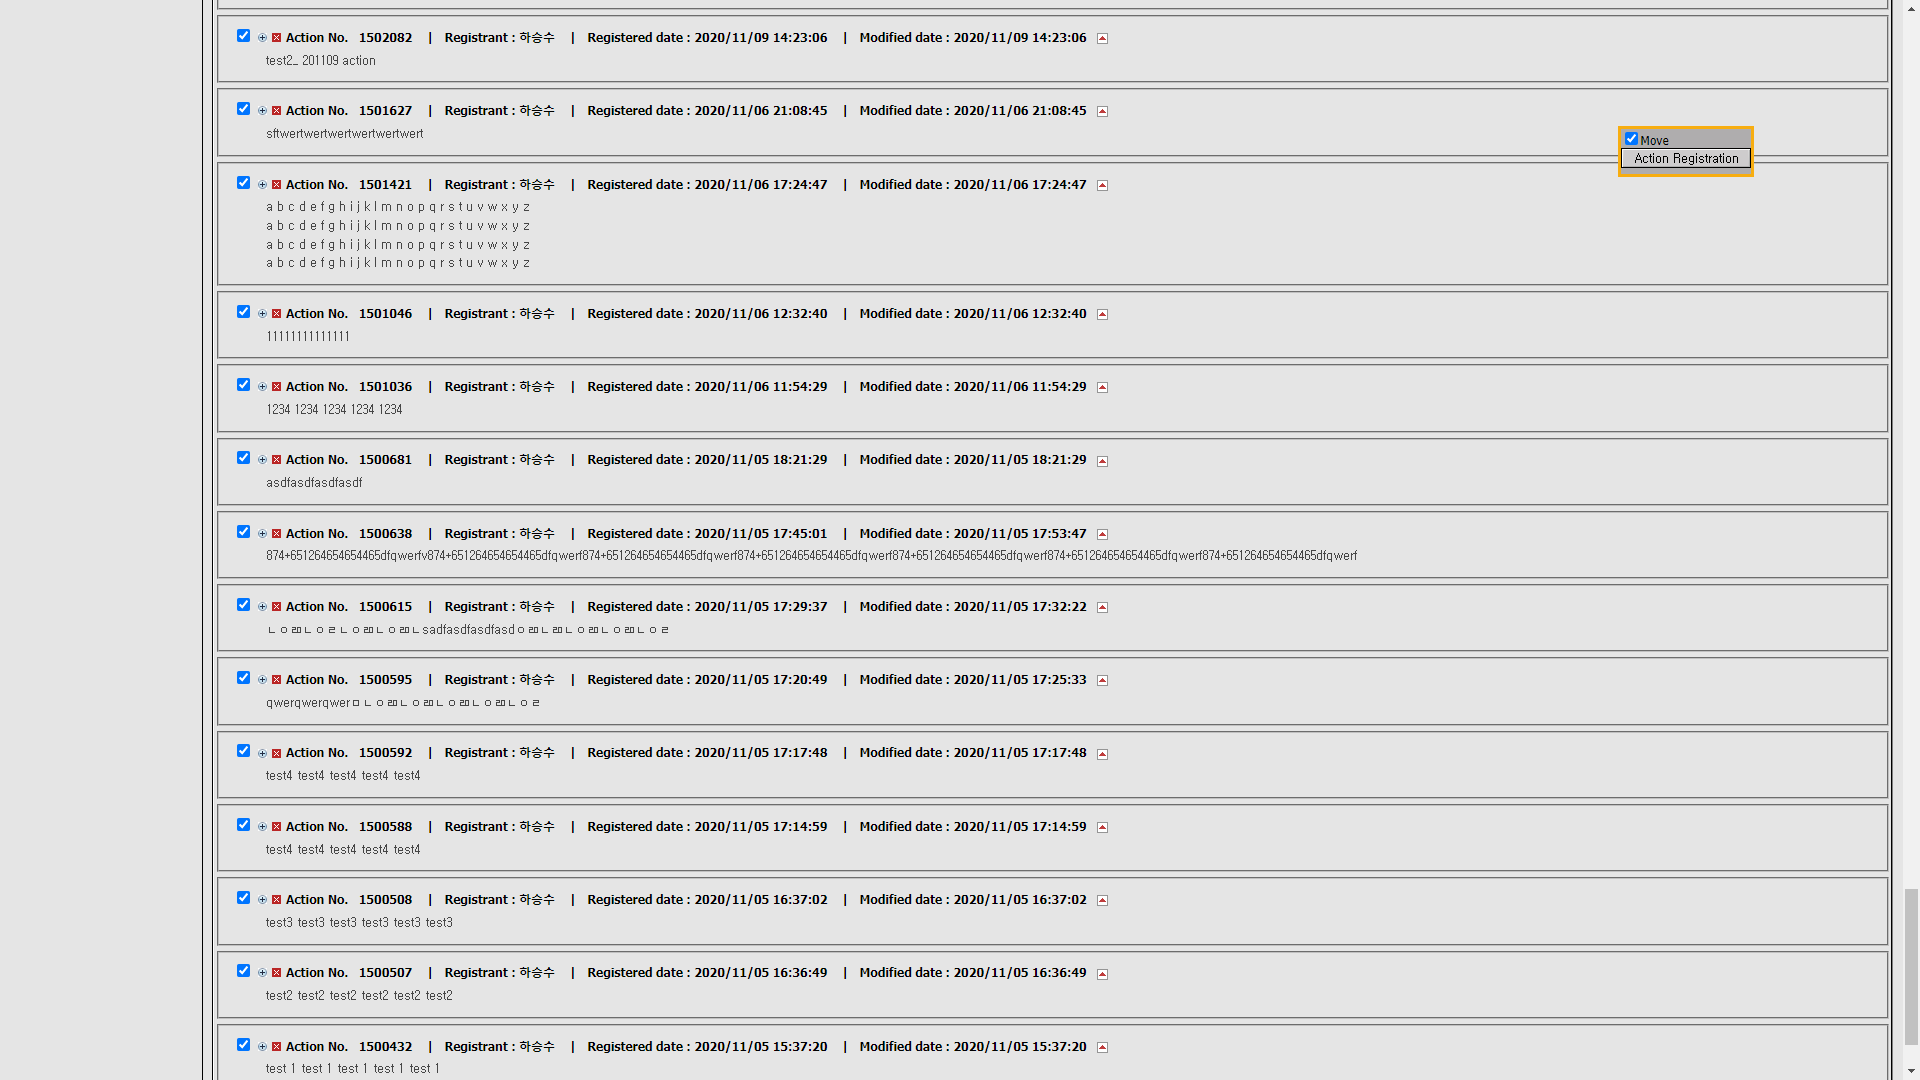 Action No. 1502082 | Registrant : 하승수 | Registered date : 2020/11/09 14:23:06 | Modified date : 2020/11/09 14:23:06
test2_ 201109 action
Action No. 1501627 | Registrant : 하승수 | Registered date : 2020/11/06 21:08:45 | Modified date : 2020/11/06 21:08:45
sftwertwertwertwertwertwert
Move
Action Registration
Action No. 1501421 | Registrant : 하승수 | Registered date : 2020/11/06 17:24:47 | Modified date : 2020/11/06 17:24:47
a b c d e f g h i j k l m n o p q r s t u v w x y z
a b c d e f g h i j k l m n o p q r s t u v w x y z
a b c d e f g h i j k l m n o p q r s t u v w x y z
a b c d e f g h i j k l m n o p q r s t u v w x y z
Action No. 1501046 | Registrant : 하승수 | Registered date : 2020/11/06 12:32:40 | Modified date : 2020/11/06 12:32:40
11111111111111
Action No. 1501036 | Registrant : 하승수 | Registered date : 2020/11/06 11:54:29 | Modified date : 2020/11/06 11:54:29
1234 1234 1234 1234 1234
Action No. 1500681 | Registrant : 하승수 | Registered date : 2020/11/05 18:21:29 | Modified date : 2020/11/05 18:21:29
asdfasdfasdfasdf
Action No. 1500638 | Registrant : 하승수 | Registered date : 2020/11/05 17:45:01 | Modified date : 2020/11/05 17:53:47
874+651264654654465dfqwerfv874+651264654654465dfqwerf874+651264654654465dfqwerf874+651264654654465dfqwerf874+651264654654465dfqwerf874+651264654654465dfqwerf874+651264654654465dfqwerf
Action No. 1500615 | Registrant : 하승수 | Registered date : 2020/11/05 17:29:37 | Modified date : 2020/11/05 17:32:22
ㄴㅇㄻㄴㅇㄹㄴㅇㄻㄴㅇㄻㄴsadfasdfasdfasdㅇㄻㄴㄻㄴㅇㄻㄴㅇㄻㄴㅇㄹ
Action No. 1500595 | Registrant : 하승수 | Registered date : 2020/11/05 17:20:49 | Modified date : 2020/11/05 17:25:33
qwerqwerqwerㅁㄴㅇㄻㄴㅇㄻㄴㅇㄻㄴㅇㄻㄴㅇㄹ
Action No. 1500592 | Registrant : 하승수 | Registered date : 2020/11/05 17:17:48 | Modified date : 2020/11/05 17:17:48
test4 test4 test4 test4 test4
Action No. 1500588 | Registrant : 하승수 | Registered date : 2020/11/05 17:14:59 | Modified date : 2020/11/05 17:14:59
test4 test4 test4 test4 test4
Action No. 1500508 | Registrant : 하승수 | Registered date : 2020/11/05 16:37:02 | Modified date : 2020/11/05 16:37:02
test3 test3 test3 test3 test3 test3
Action No. 1500507 | Registrant : 하승수 | Registered date : 2020/11/05 16:36:49 | Modified date : 2020/11/05 16:36:49
test2 test2 test2 test2 test2 test2
Action No. 1500432 | Registrant : 하승수 | Registered date : 2020/11/05 15:37:20 | Modified date : 2020/11/05 15:37:20
test 1 test 1 test 1 test 1 test 1